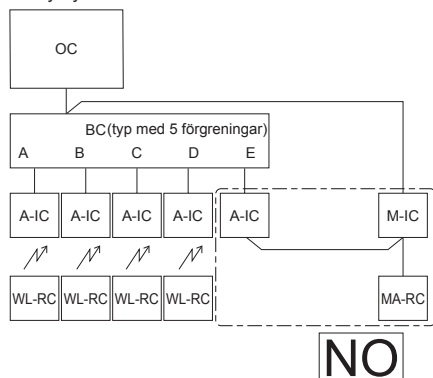 OC
BC(typ med 5 förgreningar)
A B C D E
A-IC A-IC A-IC A-IC A-IC M-IC
WL-RC WL-RC WL-RC WL-RC MA-RC
NO